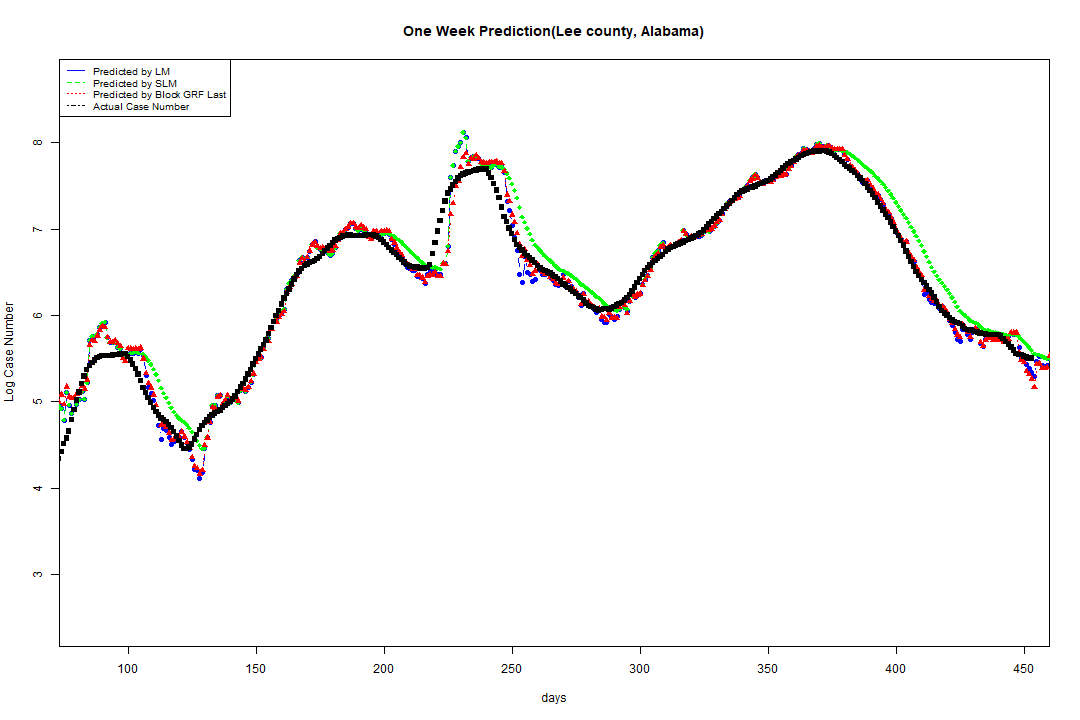 One Week Prediction(Lee county, Alabama)
Predicted by LM
Predicted by SLM
Predicted by Block GRF Last
Actual Case Number
8
7
6
5
4
3
Log Case Number
100 150 200 250 300 350 400 450
days